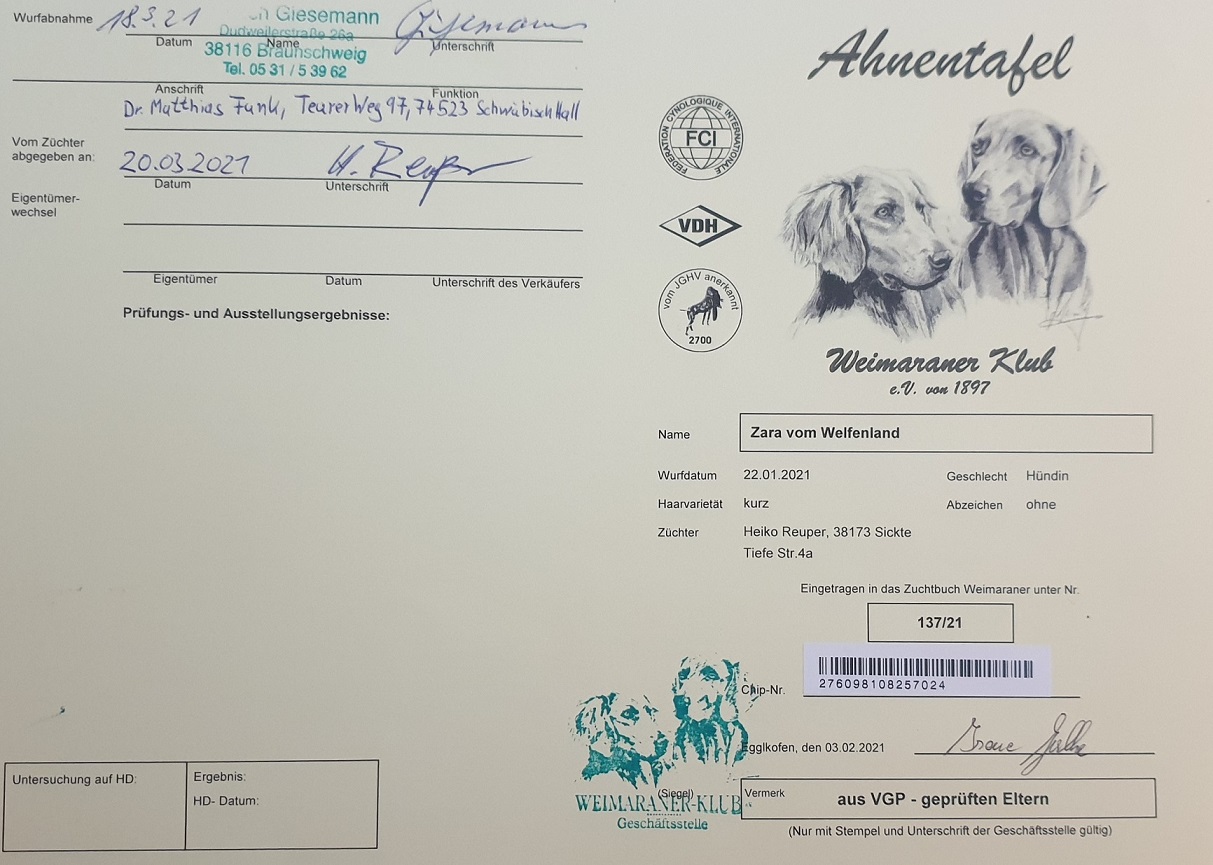 Wurfabnahme 18.3.21
Giesemann
Dudweilerstraße 26a
38116 Braunschweig
Tel. 05 31 / 5 39 62
Datum Name Unterschrift
Anschrift Funktion
Dr. Matthias Funk, Teurer Weg 97, 74523 Schwäbisch Hall
Vom Züchter
abgegeben an:
20.03.2021 H. Reuper
Datum Unterschrift
Eigentümer-
wechsel
Eigentümer Datum Unterschrift des Verkäufers
Prüfungs- und Ausstellungsergebnisse:
Untersuchung auf HD:
Ergebnis:
HD- Datum:
Ahnentafel
FEDERATION CYNOLOGIQUE INTERNATIONALE
FCI
VDH
vom JGHV anerkannt
2700
Weimaraner Klub
e.V. von 1897
Name Zara vom Welfenland
Wurfdatum 22.01.2021 Geschlecht Hündin
Haarvarietät kurz Abzeichen ohne
Züchter Heiko Reuper, 38173 Sickte
Tiefe Str.4a
Eingetragen in das Zuchtbuch Weimaraner unter Nr.
137/21
Chip-Nr. 276098108257024
Egglkofen, den 03.02.2021
(Siegel)
WEIMARANER-KLUB
Geschäftsstelle
Vermerk aus VGP - geprüften Eltern
(Nur mit Stempel und Unterschrift der Geschäftsstelle gültig)